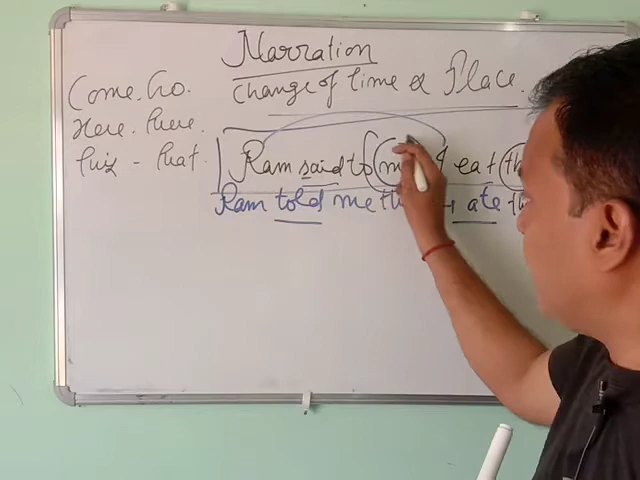 Narration
Change of Time & Place.
Come. Go.
Here. There.
This - That.
Ram said to me eat
Ram told me ate